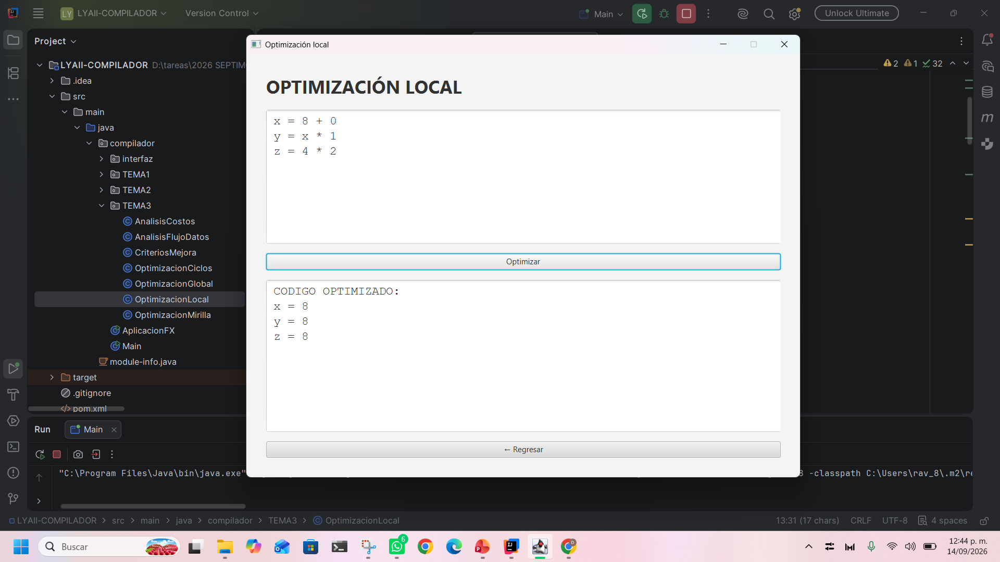 LY LYAII-COMPILADOR Version Control Main Unlock Ultimate
Project
Optimización local
LYAII-COMPILADOR D:\tareas\2026 SEPTIM
.idea
src
main
java
compilador
interfaz
TEMA1
TEMA2
TEMA3
AnalisisCostos
AnalisisFlujoDatos
CriteriosMejora
OptimizacionCiclos
OptimizacionGlobal
OptimizacionLocal
OptimizacionMirilla
AplicacionFX
Main
module-info.java
target
.gitignore
pom.xml
2 1 32
OPTIMIZACIÓN LOCAL
x = 8 + 0
y = x * 1
z = 4 * 2
Optimizar
CODIGO OPTIMIZADO:
x = 8
y = 8
z = 8
← Regresar
Run Main
"C:\Program Files\Java\bin\java.exe" 8 -classpath C:\Users\rav_8\.m2\re
LYAII-COMPILADOR > src > main > java > compilador > TEMA3 > OptimizacionLocal 13:31 (17 chars) CRLF UTF-8 4 spaces
Buscar
6
12:44 p. m.
14/09/2026